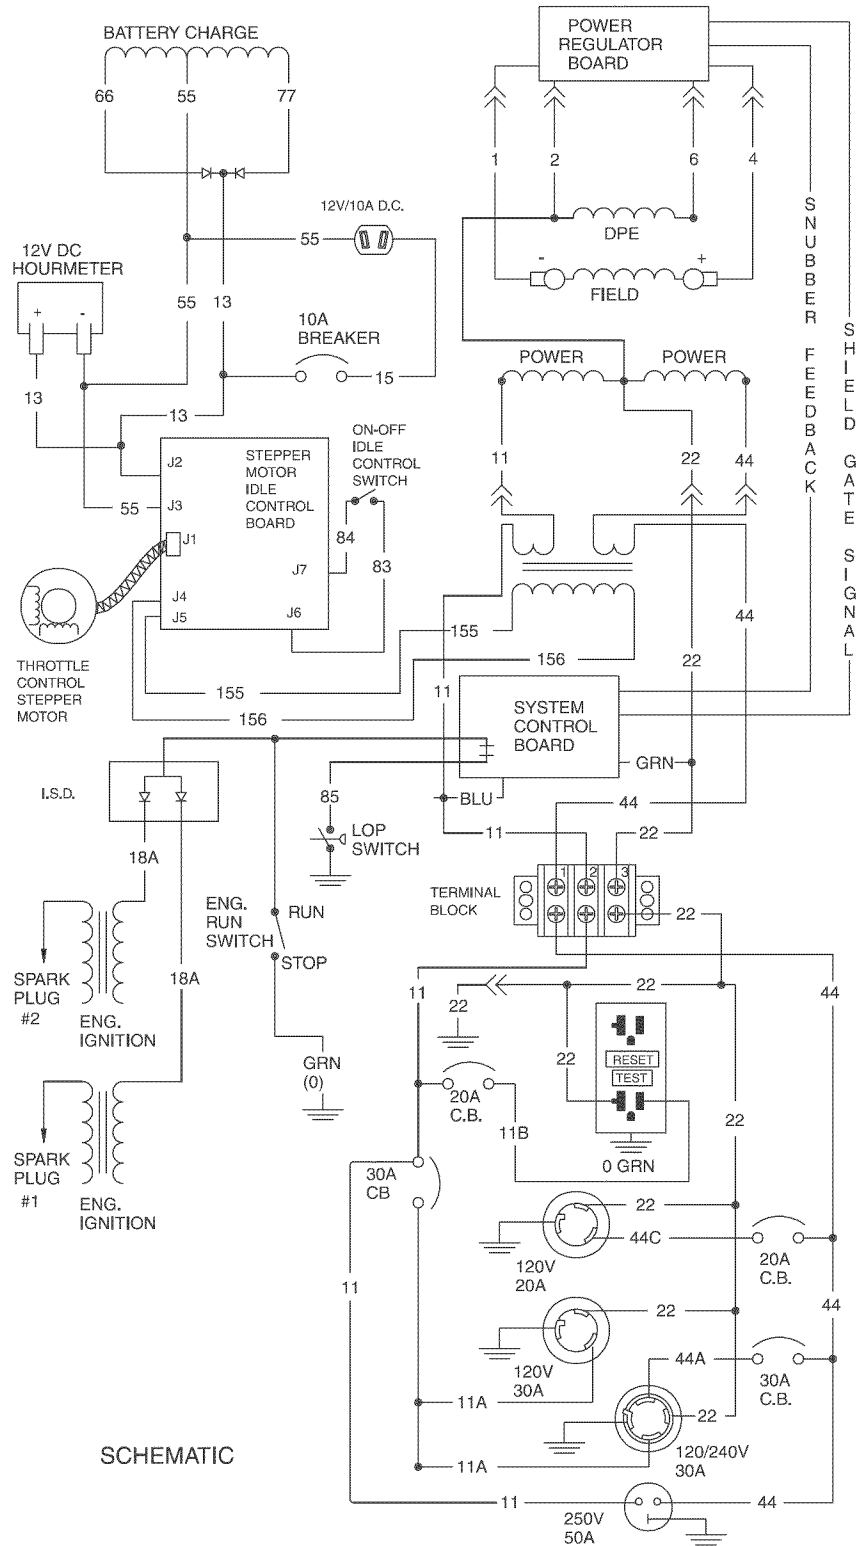 BATTERY CHARGE
POWER
REGULATOR
BOARD
66
55
77
1
2
6
4
SNUBBER FEEDBACK
SHIELD GATE SIGNAL
12V/10A D.C.
55
DPE
12V DC
HOURMETER
+
-
-
+
FIELD
55
13
10A
BREAKER
15
POWER
POWER
13
13
ON-OFF
IDLE
CONTROL
SWITCH
STEPPER
MOTOR
IDLE
CONTROL
BOARD
J2
J3
J1
J4
J5
J7
J6
55
84
83
11
22
44
44
155
156
22
11
THROTTLE
CONTROL
STEPPER
MOTOR
155
156
SYSTEM
CONTROL
BOARD
GRN
BLU
44
I.S.D.
85
LOP
SWITCH
11
22
18A
TERMINAL
BLOCK
1
2
3
22
ENG.
RUN
SWITCH
RUN
STOP
SPARK
PLUG
#2
18A
ENG.
IGNITION
11
22
22
44
GRN
(0)
22
RESET
TEST
20A
C.B.
11B
22
0 GRN
SPARK
PLUG
#1
ENG.
IGNITION
30A
CB
22
44C
120V
20A
20A
C.B.
11
44
22
120V
30A
44A
30A
C.B.
11A
22
120/240V
30A
11A
SCHEMATIC
11
44
250V
50A